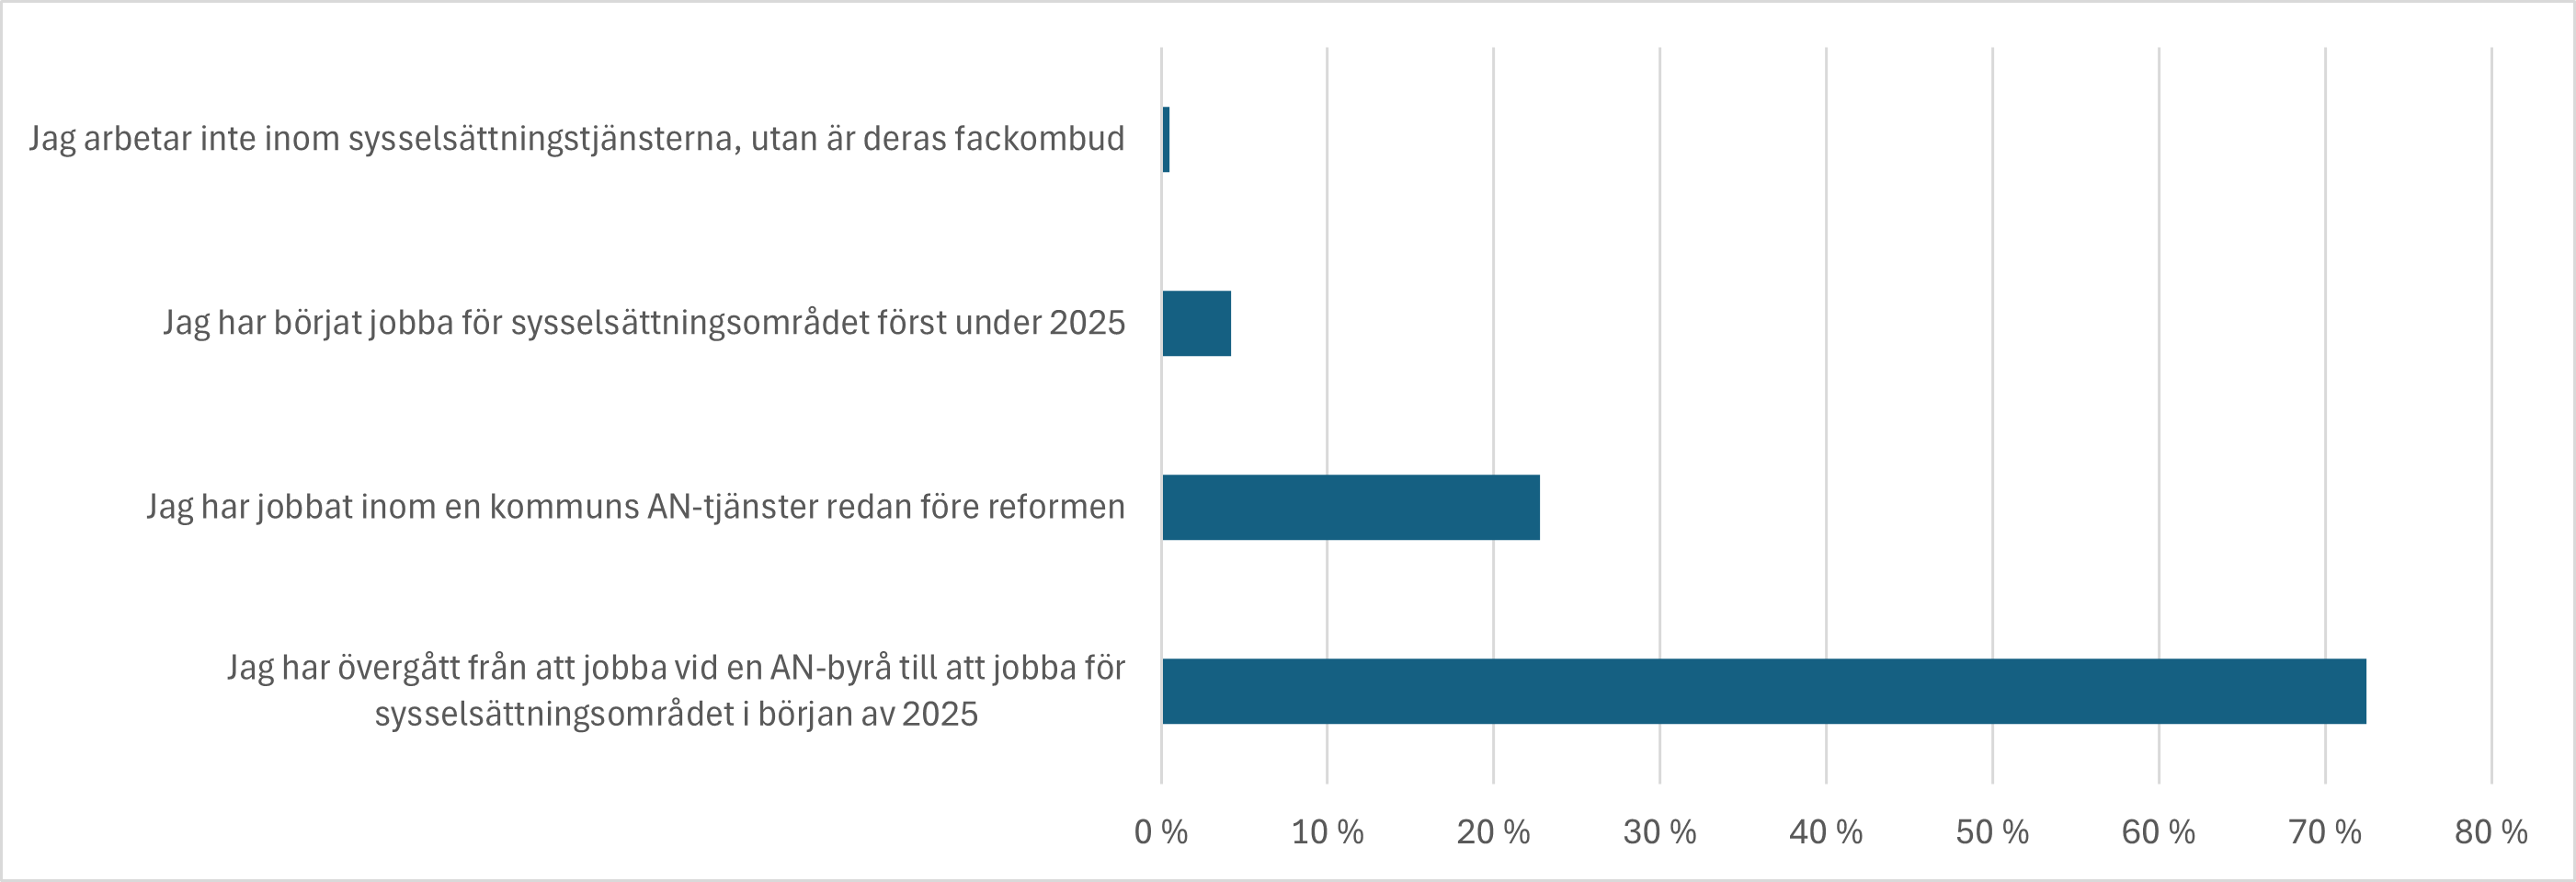 Jag arbetar inte inom sysselsättningstjänsterna, utan är deras fackombud
Jag har börjat jobba för sysselsättningsområdet först under 2025
Jag har jobbat inom en kommuns AN-tjänster redan före reformen
Jag har övergått från att jobba vid en AN-byrå till att jobba för
sysselsättningsområdet i början av 2025
0 % 10 % 20 % 30 % 40 % 50 % 60 % 70 % 80 %